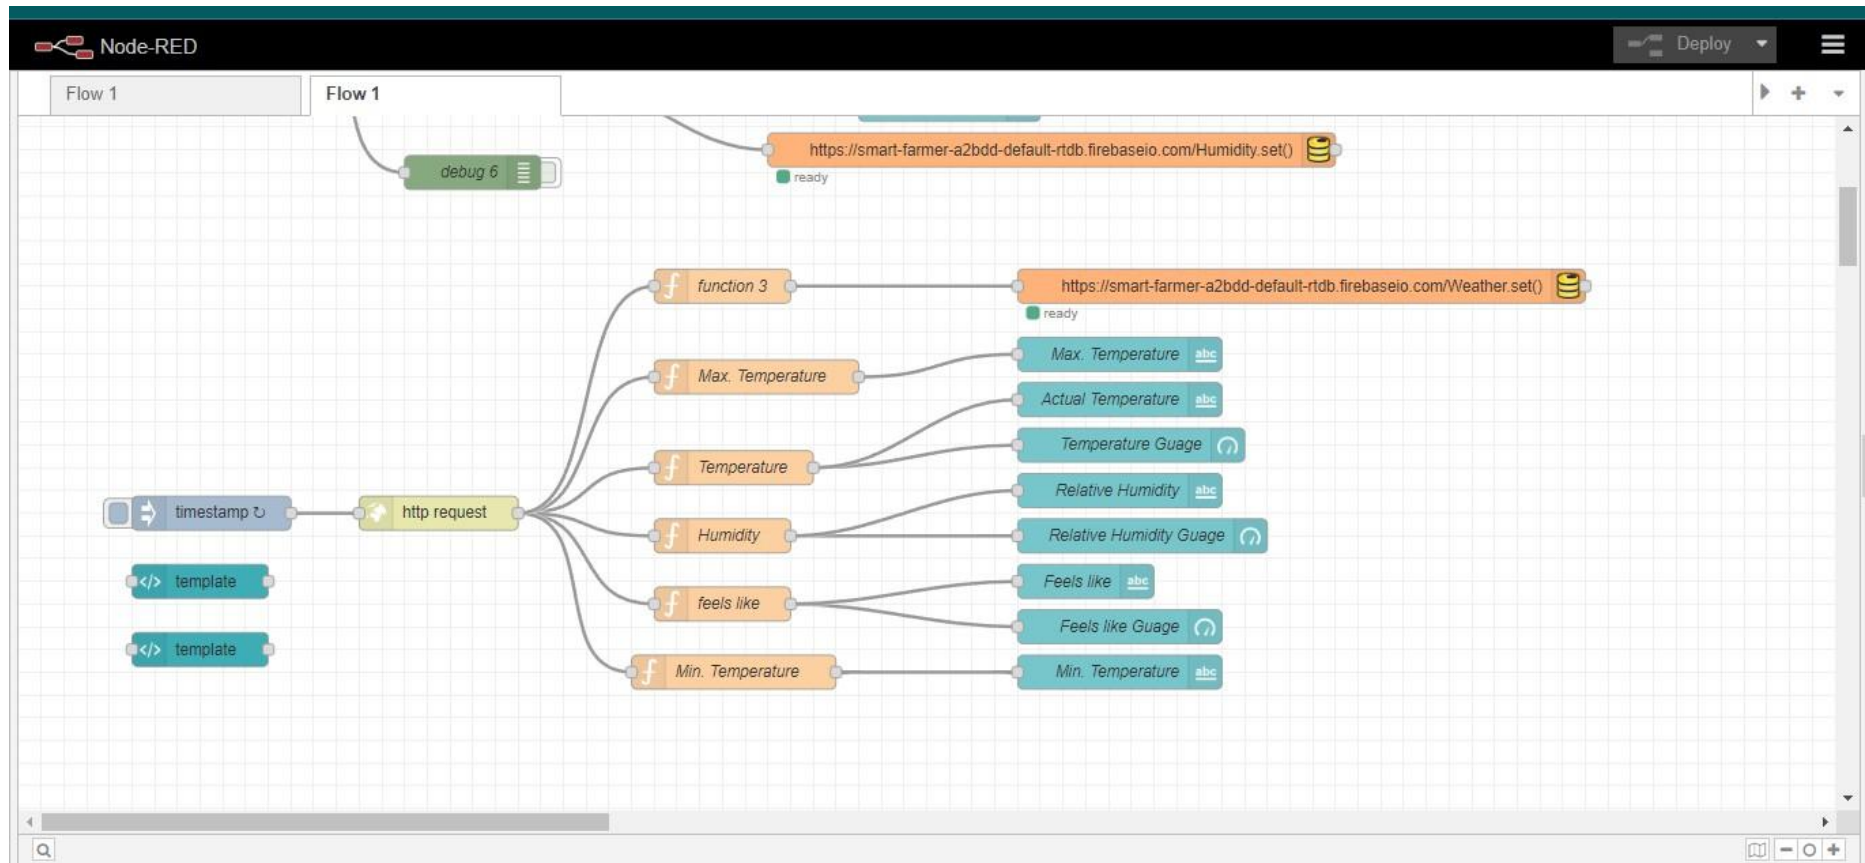 Node-RED
Deploy
Flow 1
Flow 1
https://smart-farmer-a2bdd-default-rtdb.firebaseio.com/Humidity.set()
debug 6
ready
function 3
https://smart-farmer-a2bdd-default-rtdb.firebaseio.com/Weather.set()
ready
Max. Temperature abc
Max. Temperature
Actual Temperature abc
Temperature Guage
Temperature
Relative Humidity abc
timestamp ↻
http request
Humidity
Relative Humidity Guage
template
Feels like abc
feels like
Feels like Guage
template
Min. Temperature
Min. Temperature abc